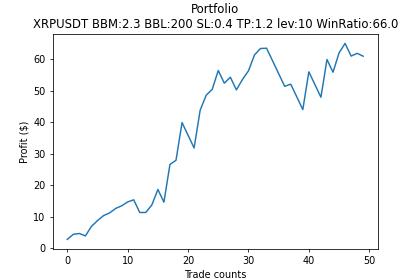 Portfolio
XRPUSDT BBM:2.3 BBL:200 SL:0.4 TP:1.2 lev:10 WinRatio:66.0
Profit ($)
60
50
40
30
20
10
0
0 10 20 30 40 50
Trade counts